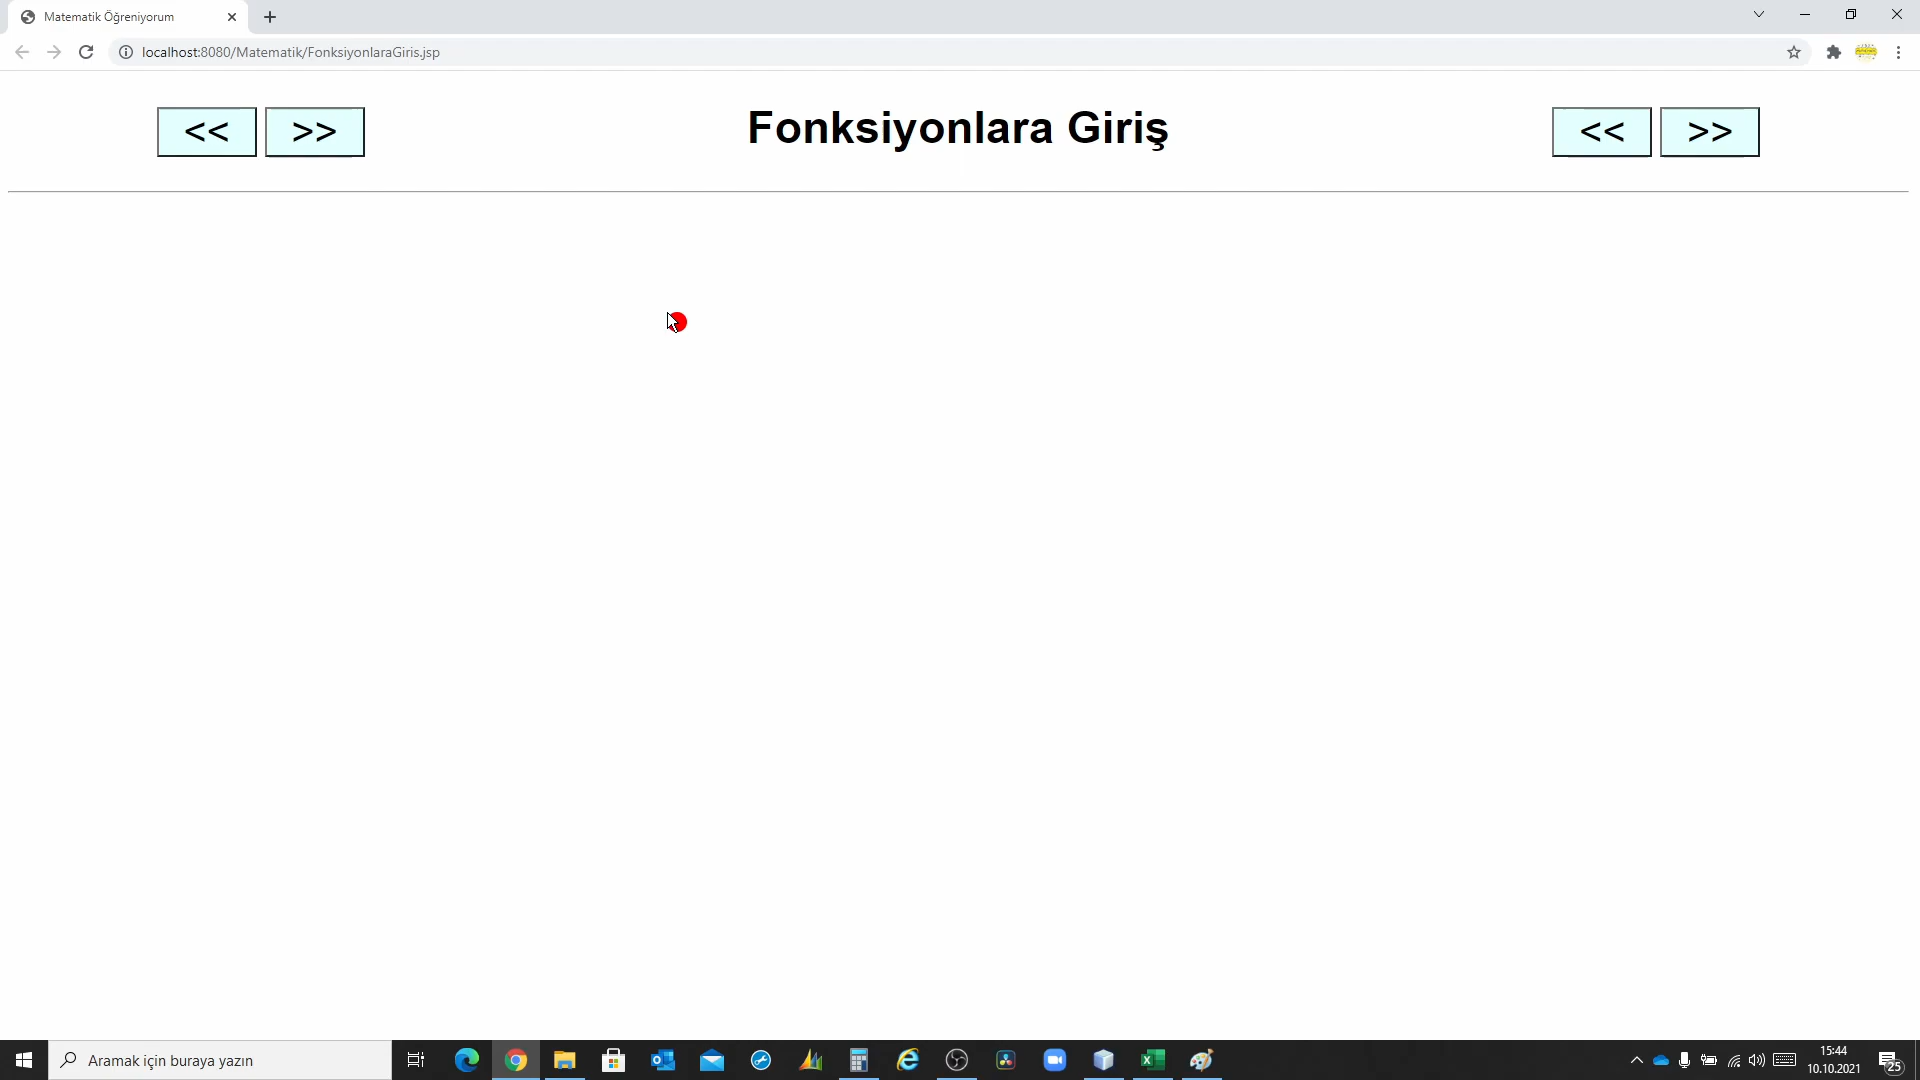 Matematik Öğreniyorum
localhost:8080/Matematik/FonksiyonlaraGiris.jsp
<< >> Fonksiyonlara Giriş << >>
Aramak için buraya yazın
15:44
10.10.2021
25